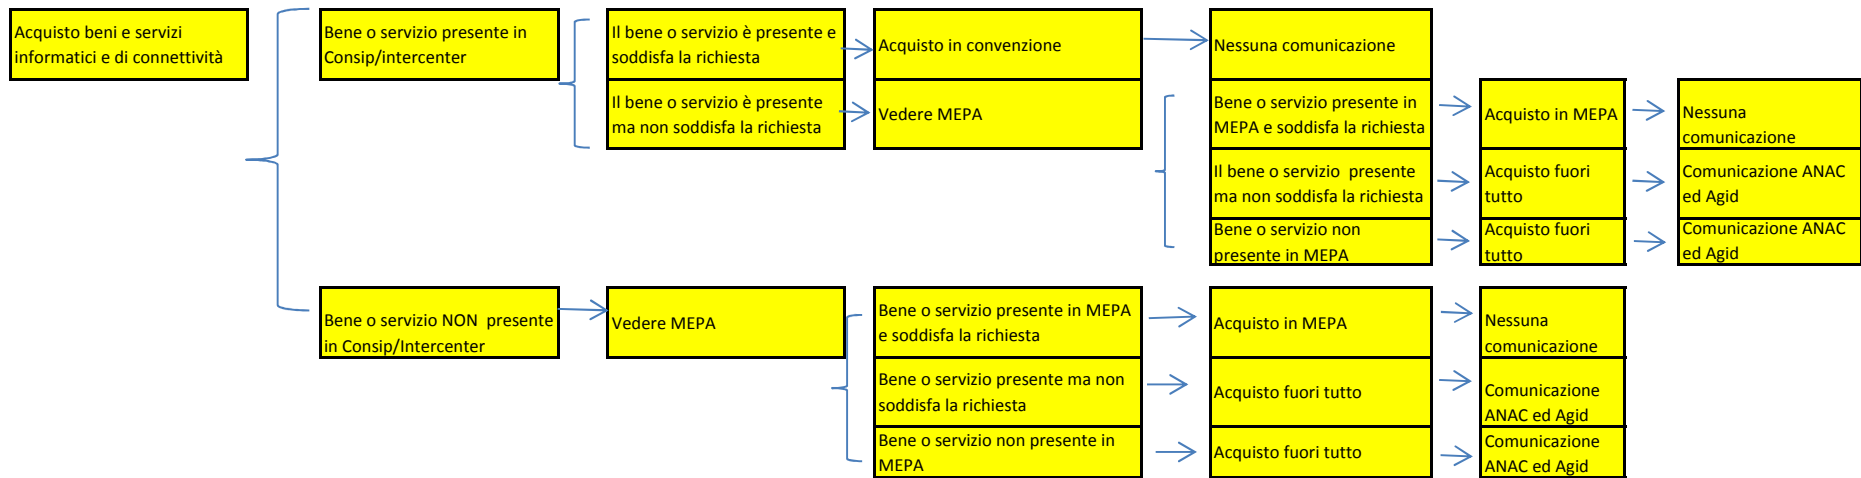 Acquisto beni e servizi
informatici e di connettività
Bene o servizio presente in
Consip/intercenter
Il bene o servizio è presente e
soddisfa la richiesta
Acquisto in convenzione
Nessuna comunicazione
Il bene o servizio è presente
ma non soddisfa la richiesta
Vedere MEPA
Bene o servizio presente in
MEPA e soddisfa la richiesta
Acquisto in MEPA
Nessuna
comunicazione
Il bene o servizio  presente
ma non soddisfa la richiesta
Acquisto fuori
tutto
Comunicazione ANAC
ed Agid
Bene o servizio non
presente in MEPA
Acquisto fuori
tutto
Comunicazione ANAC
ed Agid
Bene o servizio NON  presente
in Consip/Intercenter
Vedere MEPA
Bene o servizio presente in MEPA
e soddisfa la richiesta
Acquisto in MEPA
Nessuna
comunicazione
Bene o servizio presente ma non
soddisfa la richiesta
Acquisto fuori tutto
Comunicazione
ANAC ed Agid
Bene o servizio non presente in
MEPA
Acquisto fuori tutto
Comunicazione
ANAC ed Agid